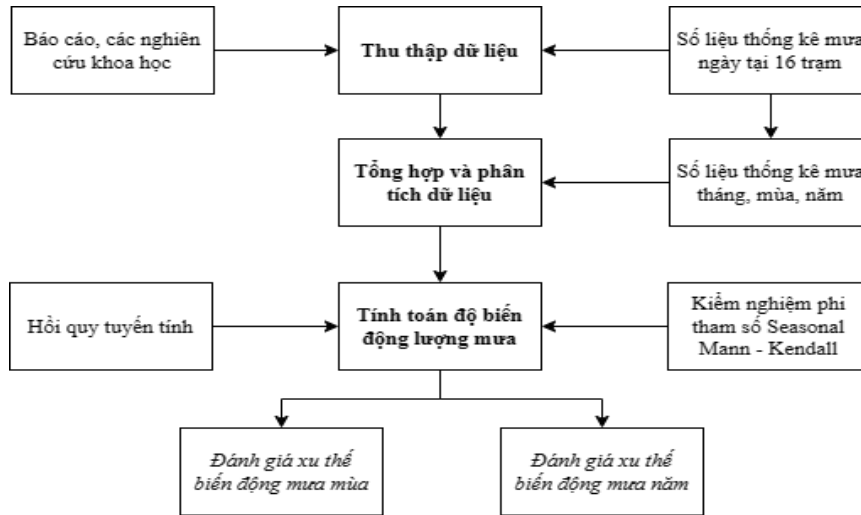 Báo cáo, các nghiên
cứu khoa học
Thu thập dữ liệu
Số liệu thống kê mưa
ngày tại 16 trạm
Tổng hợp và phân
tích dữ liệu
Số liệu thống kê mưa
tháng, mùa, năm
Hồi quy tuyến tính
Tính toán độ biến
động lượng mưa
Kiểm nghiệm phi
tham số Seasonal
Mann - Kendall
Đánh giá xu thế
biến động mưa mùa
Đánh giá xu thế
biến động mưa năm